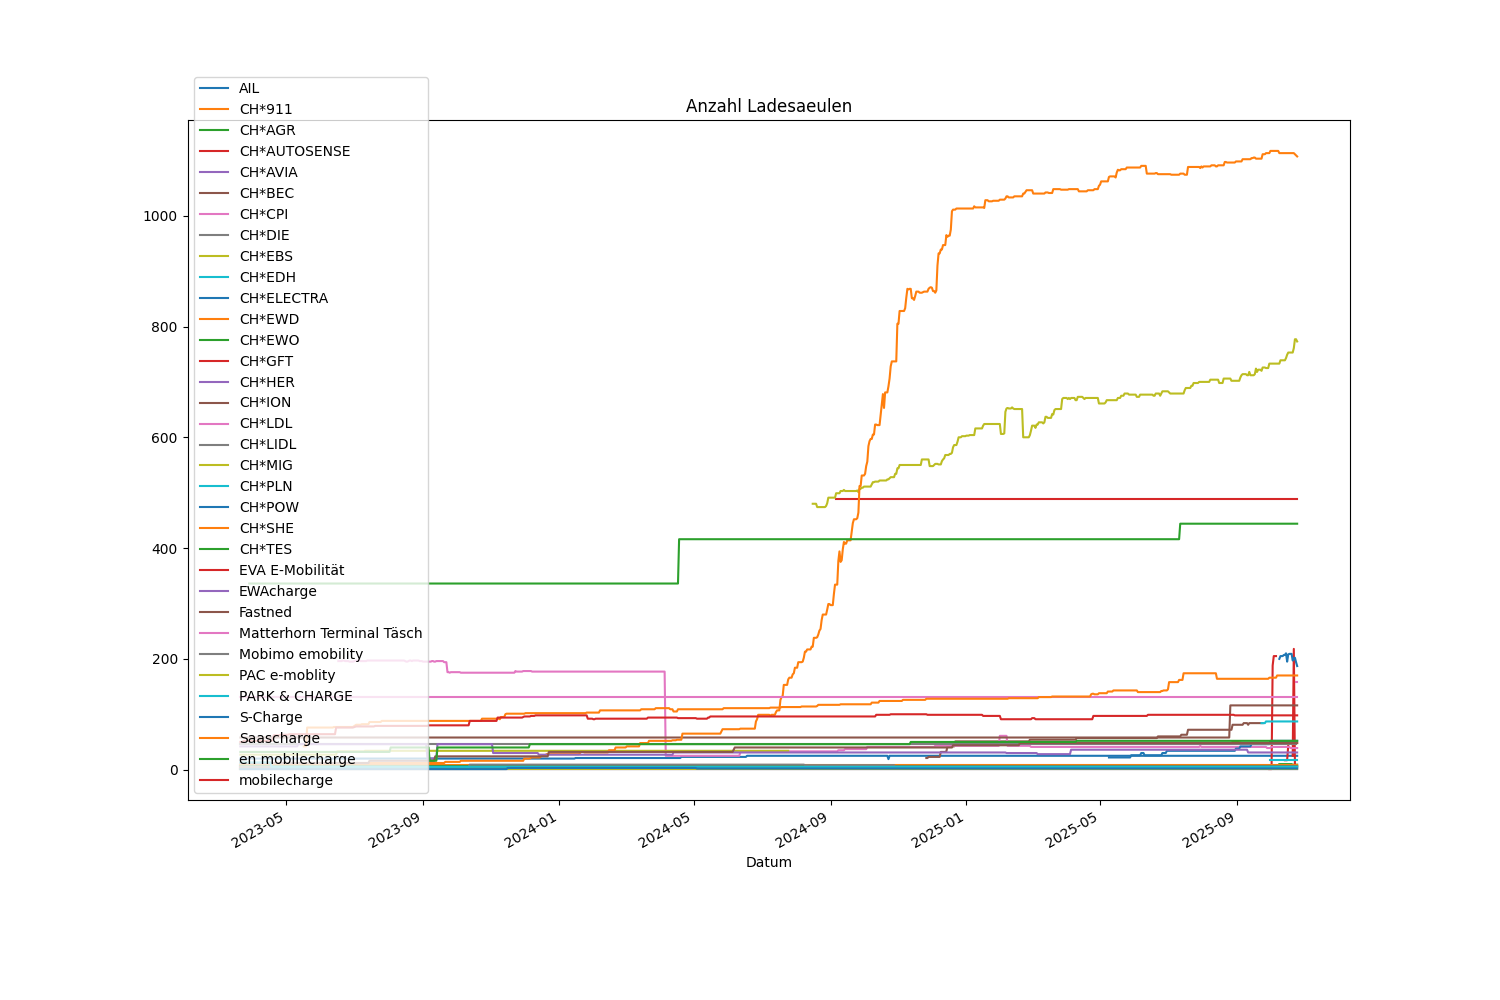 Anzahl Ladesaeulen
AIL
CH*911
CH*AGR
CH*AUTOSENSE
CH*AVIA
CH*BEC
CH*CPI
CH*DIE
CH*EBS
CH*EDH
CH*ELECTRA
CH*EWD
CH*EWO
CH*GFT
CH*HER
CH*ION
CH*LDL
CH*LIDL
CH*MIG
CH*PLN
CH*POW
CH*SHE
CH*TES
EVA E-Mobilität
EWAcharge
Fastned
Matterhorn Terminal Täsch
Mobimo emobility
PAC e-moblity
PARK & CHARGE
S-Charge
Saascharge
en mobilecharge
mobilecharge
1000
800
600
400
200
0
2023-05
2023-09
2024-01
2024-05
2024-09
2025-01
2025-05
2025-09
Datum